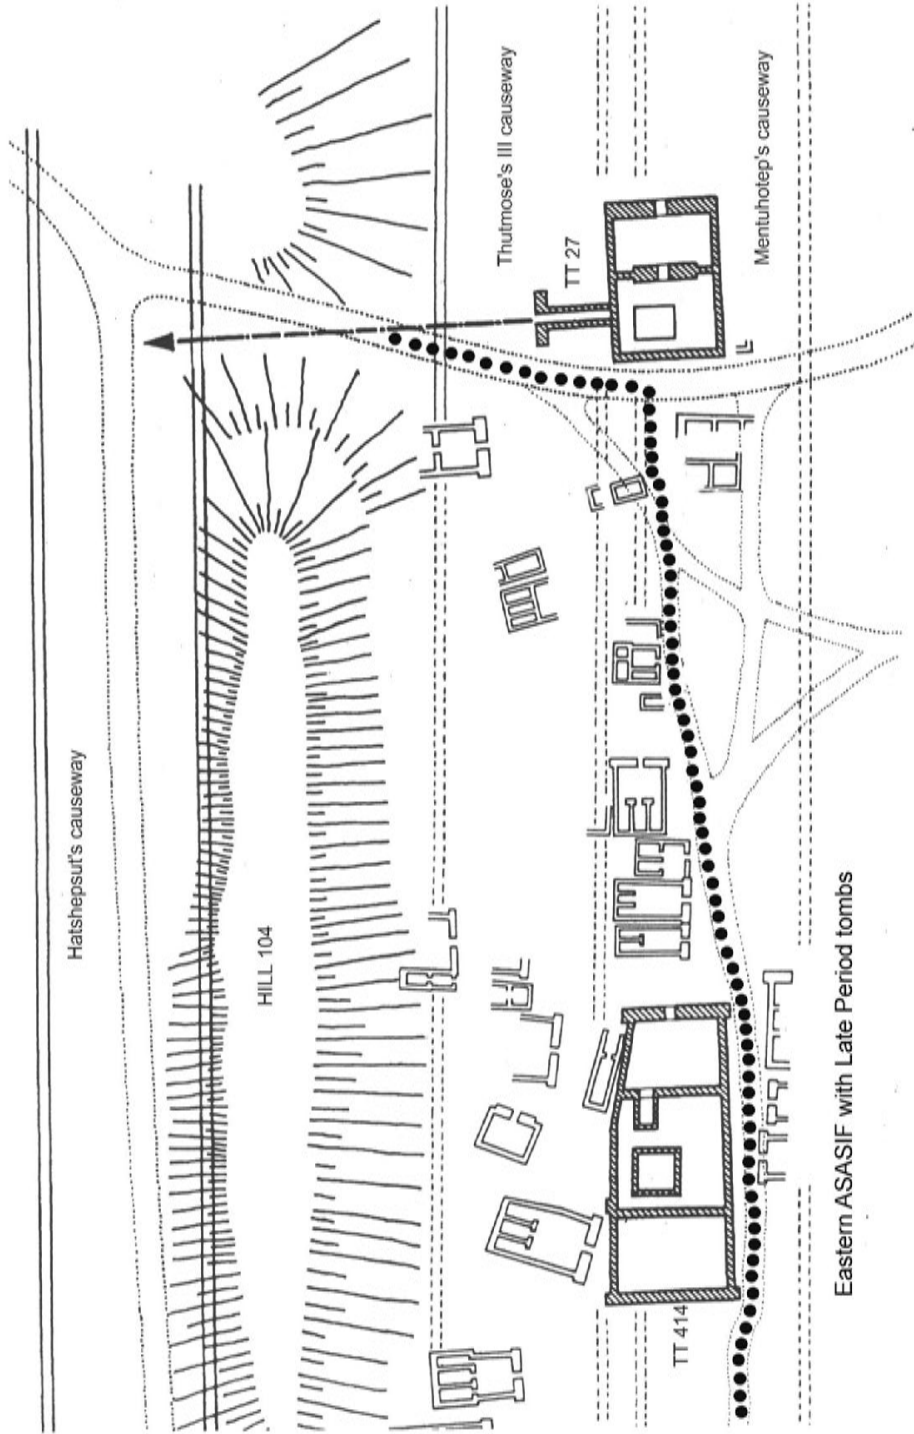 Hatshepsut's causeway
HILL 104
Thutmose's III causeway
TT 27
Mentuhotep's causeway
TT 414
Eastern ASASIF with Late Period tombs